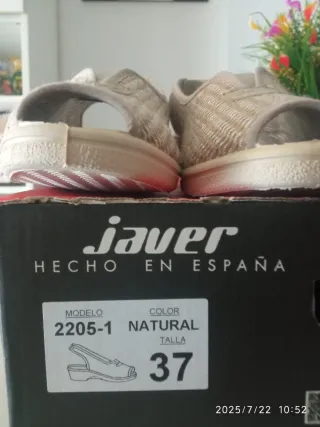 javer
HECHO EN ESPAÑA
MODELO COLOR
2205-1 NATURAL
TALLA
37
2025/7/22 10:52